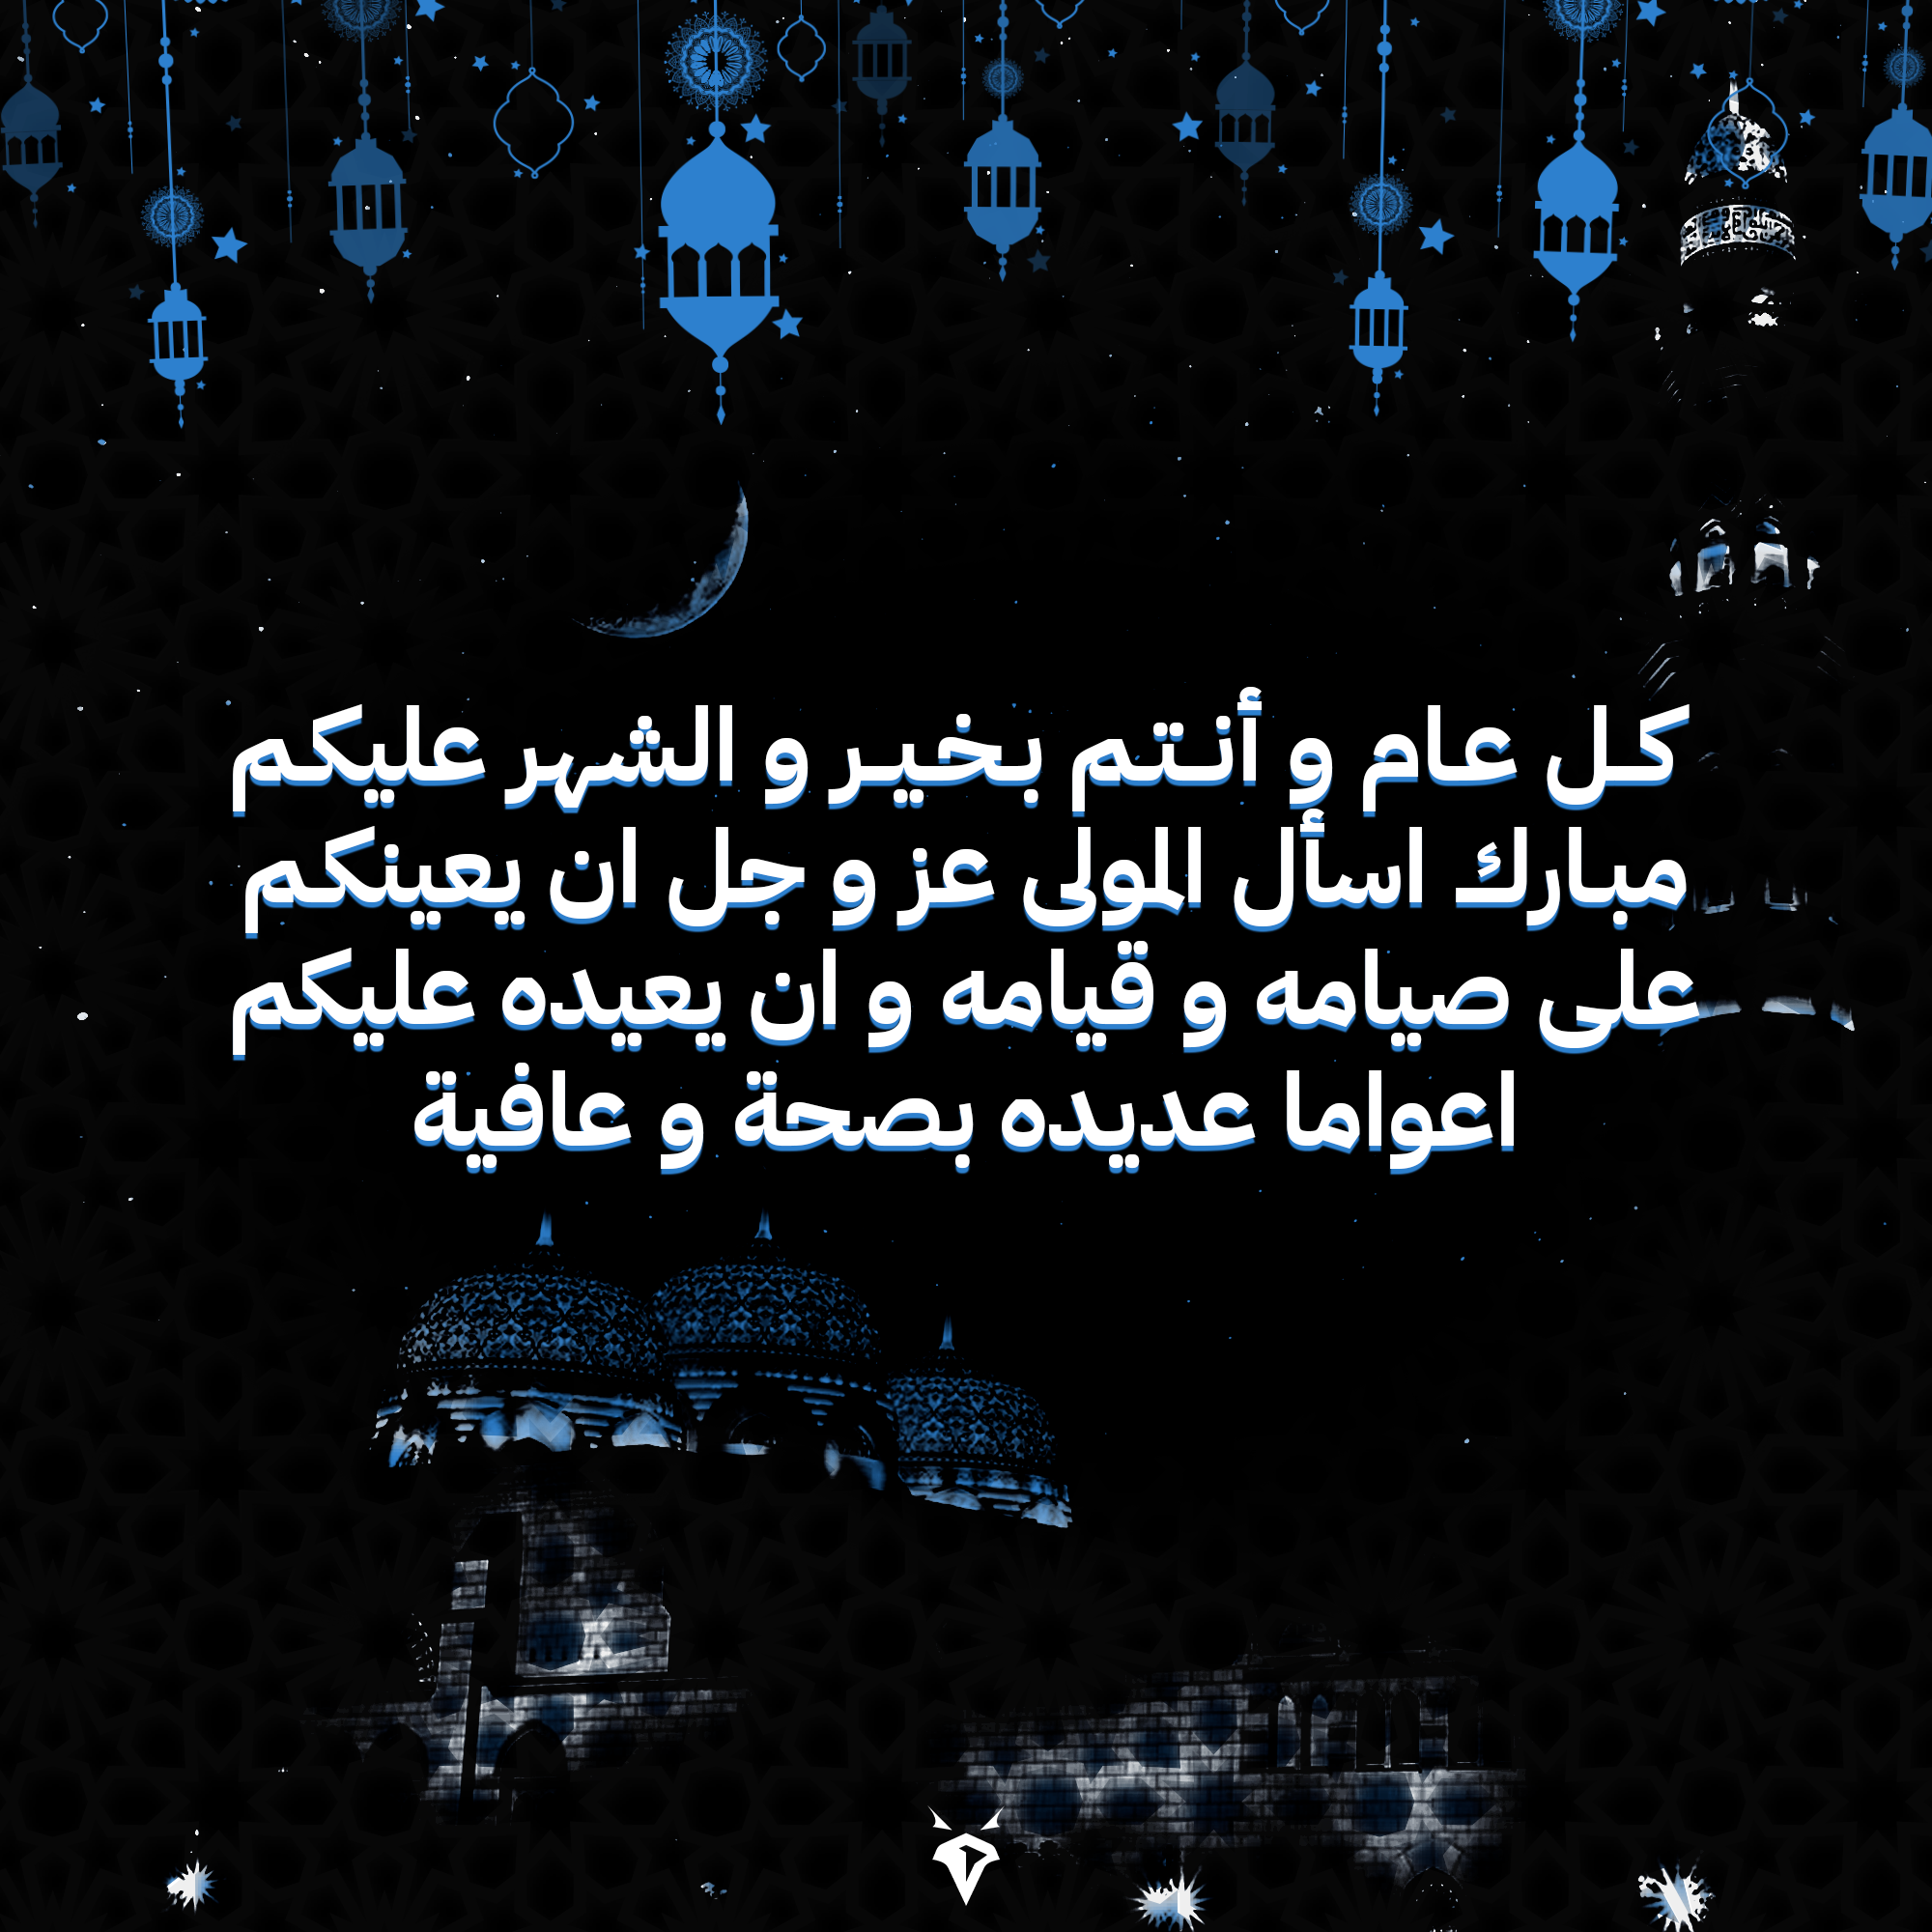 كل عام و أنتم بخير و الشهر عليكم
مبارك اسأل المولى عز و جل ان يعينكم
على صيامه و قيامه و ان يعيده عليكم
اعواما عديده بصحة و عافية